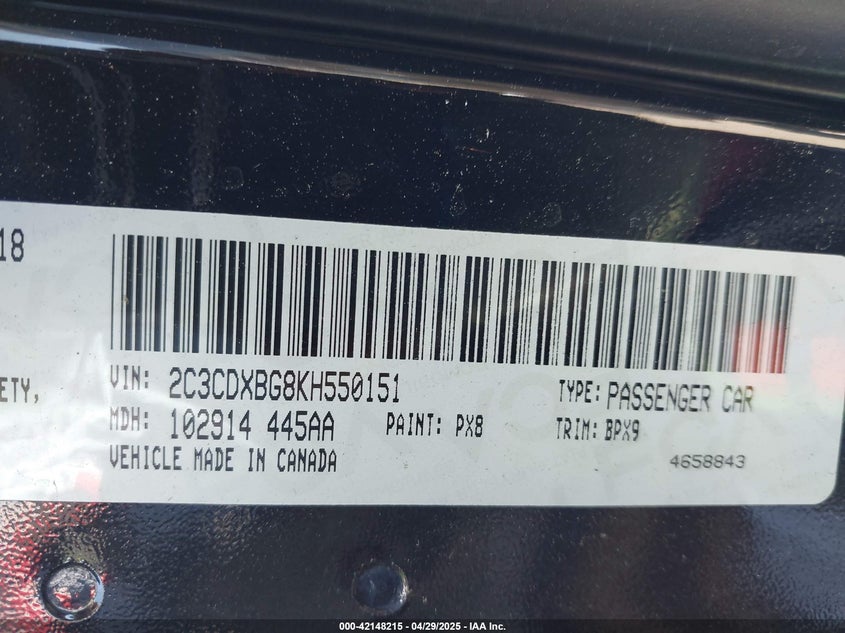 18
VIN: 2C3CDXBG8KH550151 TYPE: PASSENGER CAR
ETY,
MDH: 102914 445AA PAINT: PX8 TRIM: BPX9
VEHICLE MADE IN CANADA 4658843
000-42148215 - 04/29/2025 - IAA Inc.